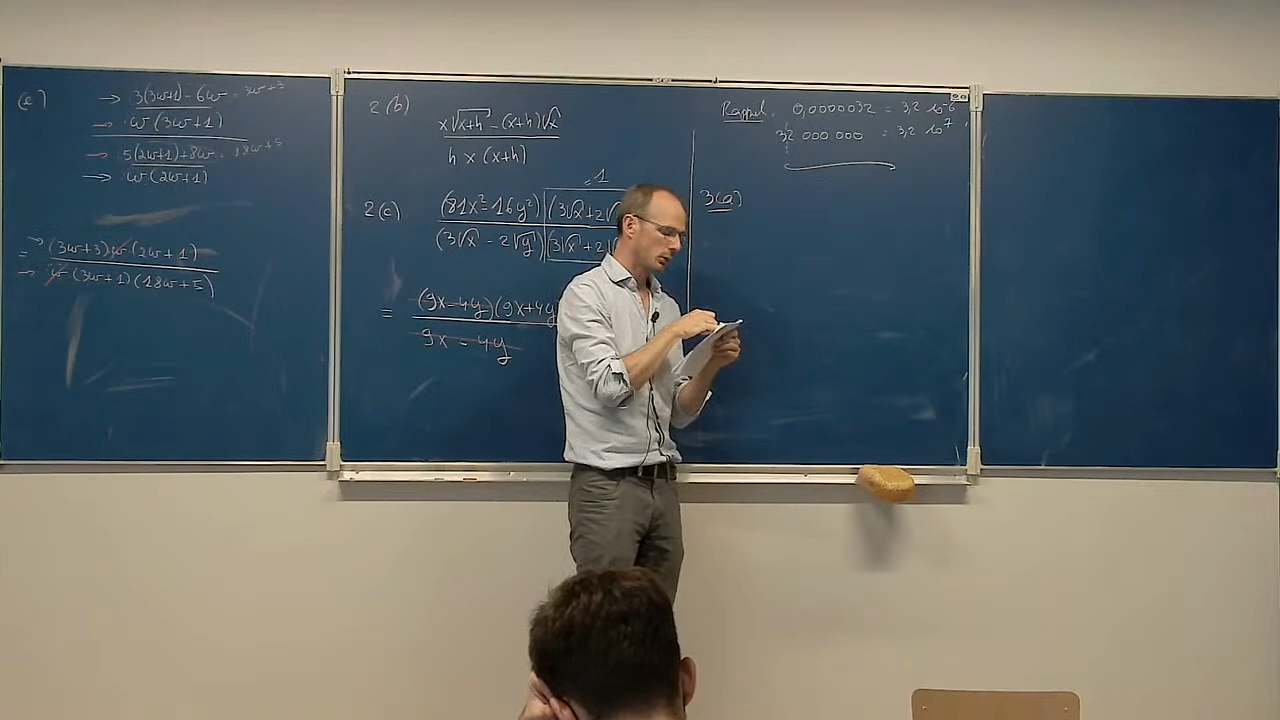 (e)
→ 3(3w+1) - 6w = 3w+3
→ w(3w+1)
→ 5(2w+1)+8w = 18w+5
→ w(2w+1)
= → (3w+3)w(2w+1)
→ w(3w+1)(18w+5)
2(b)
x√x+h - (x+h)√x
h x (x+h)
=1
2(c)
(81x²-16y²)(3√x+2√
(3√x - 2√y)(3√x+2√
= (9x-4y)(9x+4y
9x - 4y
Rappel. 0,0000032 = 3,2 10⁻⁶
32 000 000 = 3,2 10⁷
3(a)